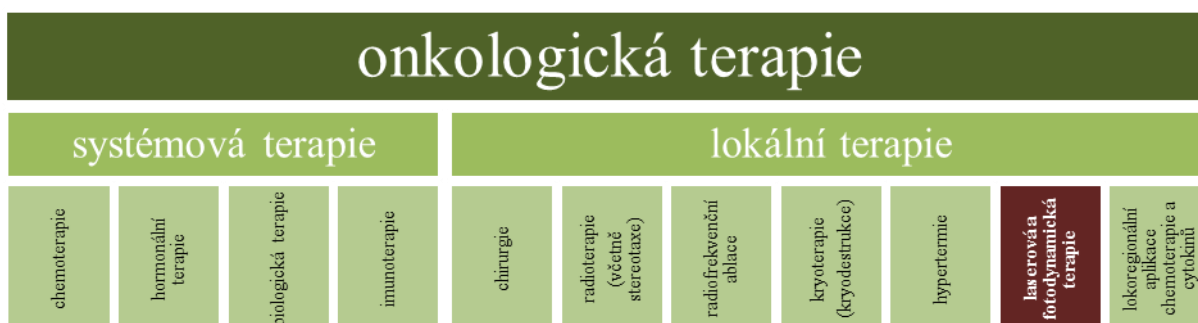 onkologická terapie
systémová terapie
lokální terapie
chemoterapie
hormonální
terapie
biologická terapie
imunoterapie
chirurgie
radioterapie
(včetně
stereotaxe)
radiofrekvenční
ablace
kryoterapie
(kryodestrukce)
hypertermie
laserová a
fotodynamická
terapie
lokoregionální
aplikace
chemoterapie a
cytokinů